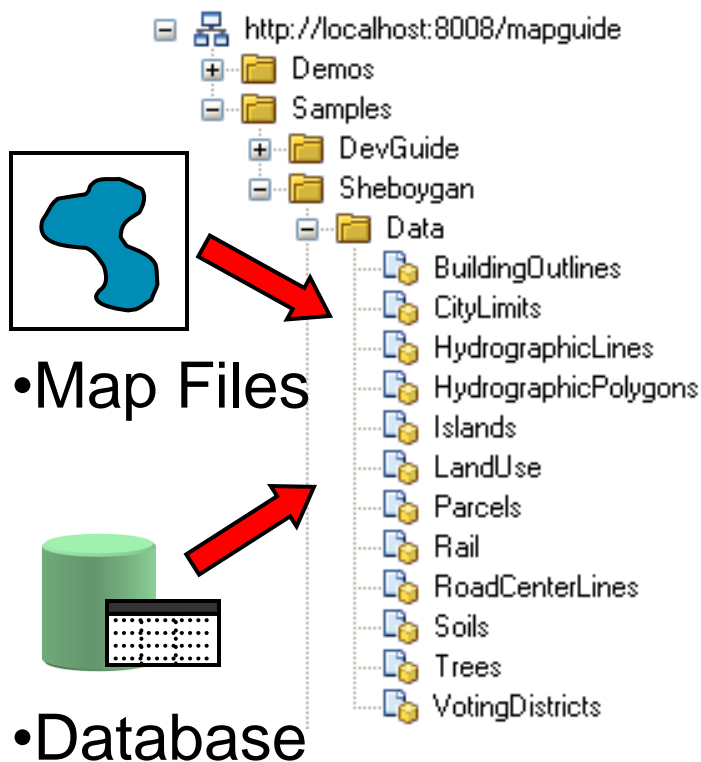 http://localhost:8008/mapguide
Demos
Samples
DevGuide
Sheboygan
Data
BuildingOutlines
CityLimits
HydrographicLines
HydrographicPolygons
Islands
LandUse
Parcels
Rail
RoadCenterLines
Soils
Trees
VotingDistricts
•Map Files
•Database